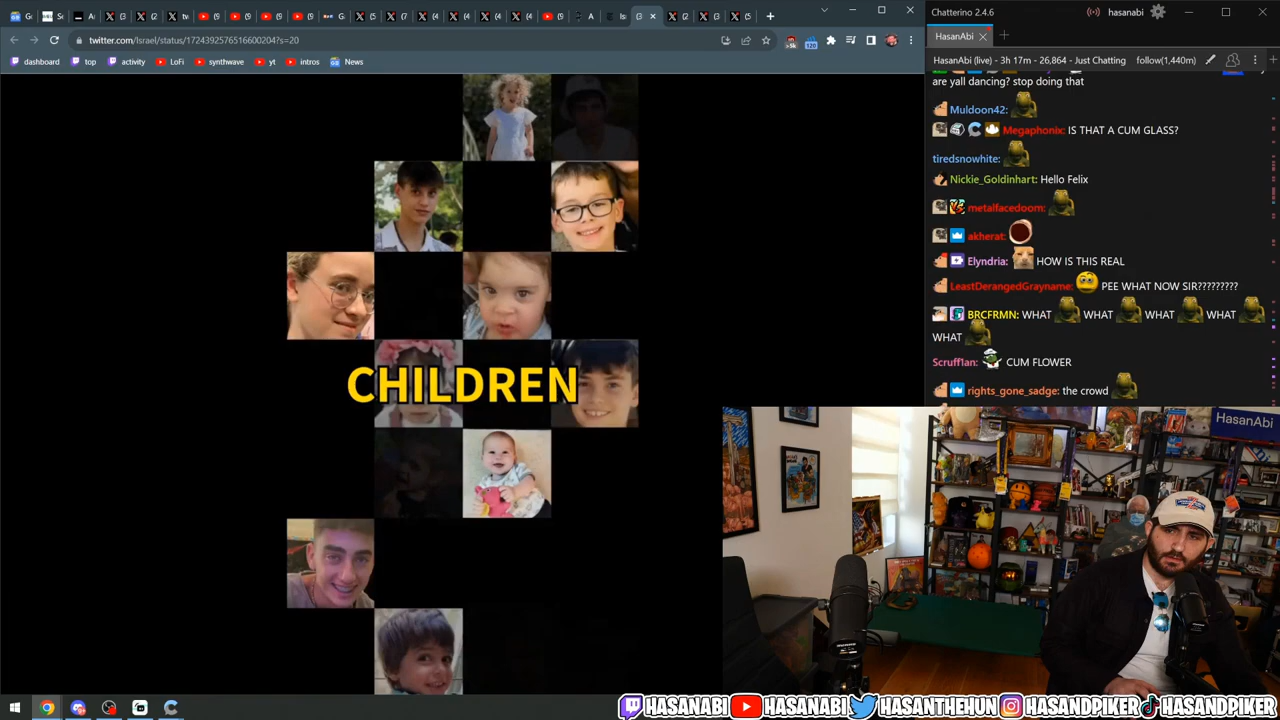 twitter.com/Israel/status/1724392576516600204?s=20
dashboard
top
activity
LoFi
synthwave
yt
intros
News
CHILDREN
Chatterino 2.4.6
hasanabi
HasanAbi
HasanAbi (live) - 3h 17m - 26,864 - Just Chatting
follow(1,440m)
are yall dancing? stop doing that
Muldoon42:
Megaphonix: IS THAT A CUM GLASS?
tiredsnowhite:
Nickie_Goldinhart: Hello Felix
metalfacedoom:
akherat:
Elyndria: HOW IS THIS REAL
LeastDerangedGrayname: PEE WHAT NOW SIR?????????
BRCFRMN: WHAT WHAT WHAT WHAT
WHAT
Scruff1an: CUM FLOWER
rights_gone_sadge: the crowd
HasanAbi
HASANABI HASANABI HASANTHEHUN HASANDPIKER HASANDPIKER